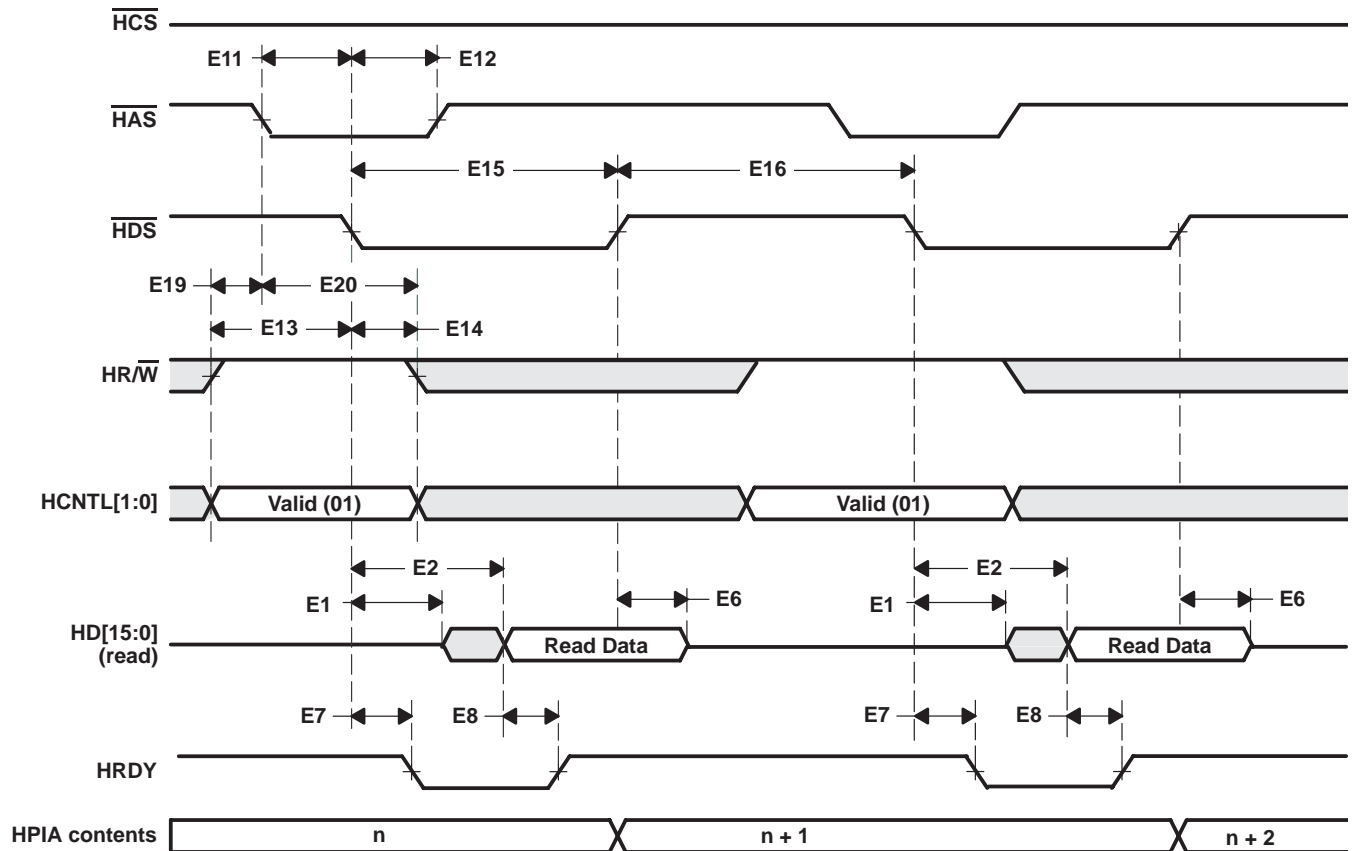 HCS
E11
E12
HAS
E15
E16
HDS
E19
E20
E13
E14
HR/W
HCNTL[1:0]
Valid (01)
Valid (01)
E2
E2
E1
E6
E1
E6
HD[15:0]
(read)
Read Data
Read Data
E7
E8
E7
E8
HRDY
HPIA contents
n
n + 1
n + 2